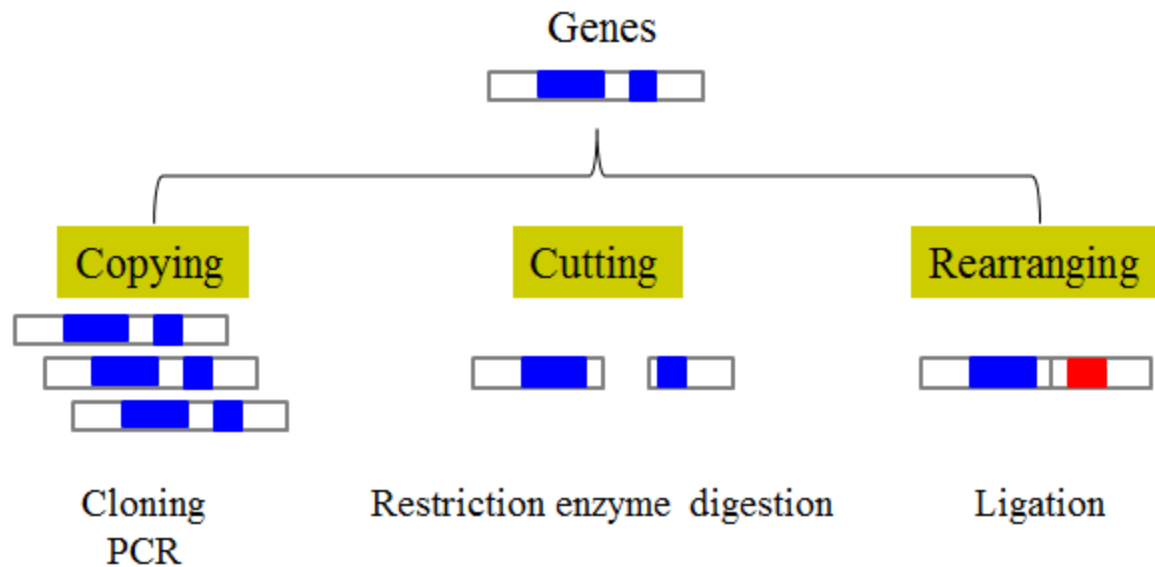 Genes
Copying
Cutting
Rearranging
Cloning
PCR
Restriction enzyme digestion
Ligation